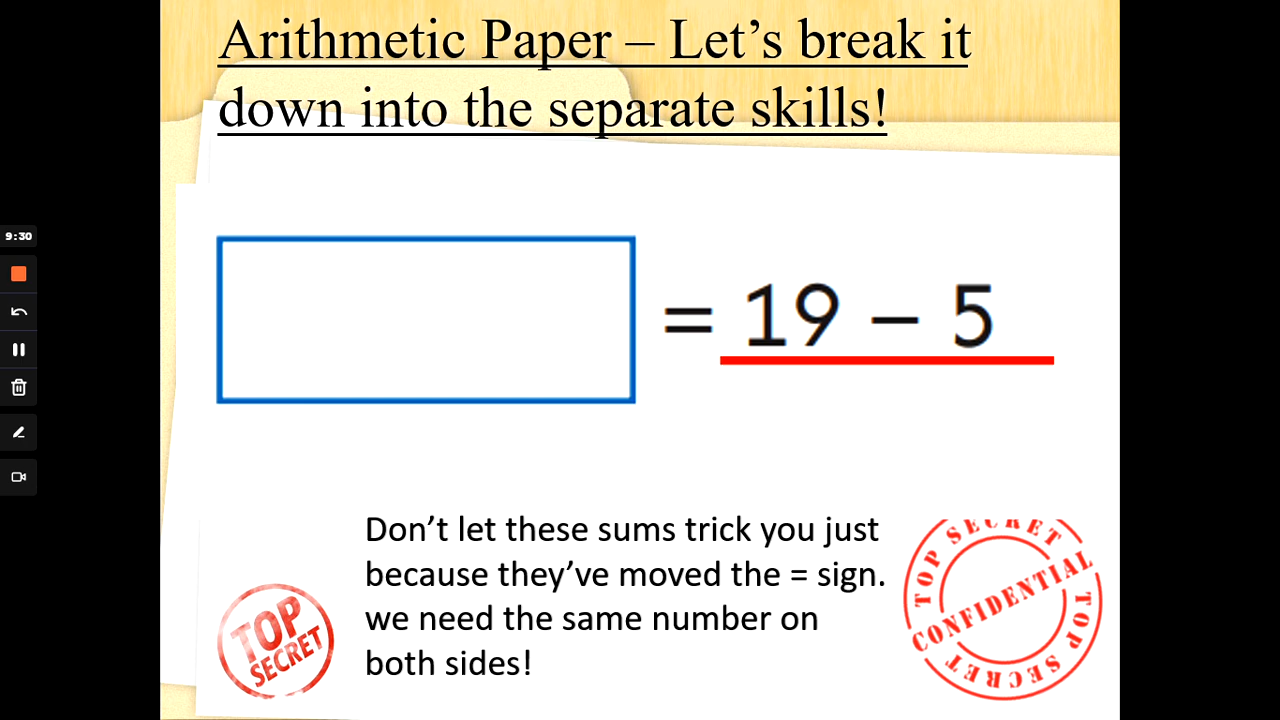 Arithmetic Paper – Let’s break it
down into the separate skills!
9:30
= 19 – 5
Don’t let these sums trick you just
because they’ve moved the = sign.
we need the same number on
both sides!
TOP
SECRET
TOP SECRET
CONFIDENTIAL
TOP SECRET